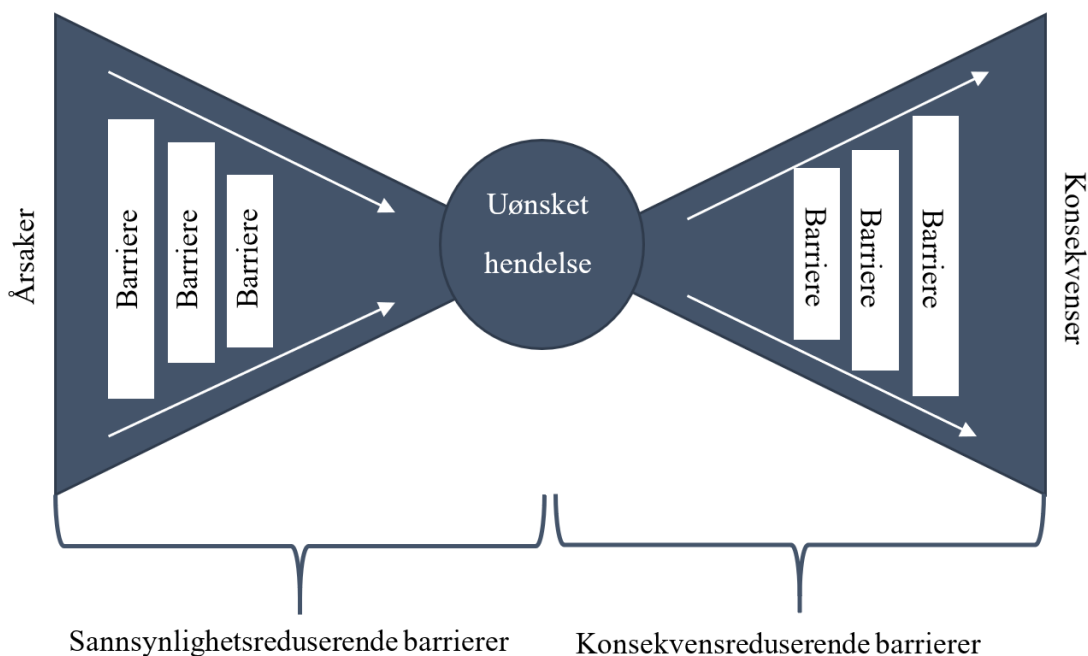 Årsaker
Barriere
Barriere
Barriere
Uønsket
hendelse
Barriere
Barriere
Barriere
Konsekvenser
Sannsynlighetsreduserende barrierer
Konsekvensreduserende barrierer